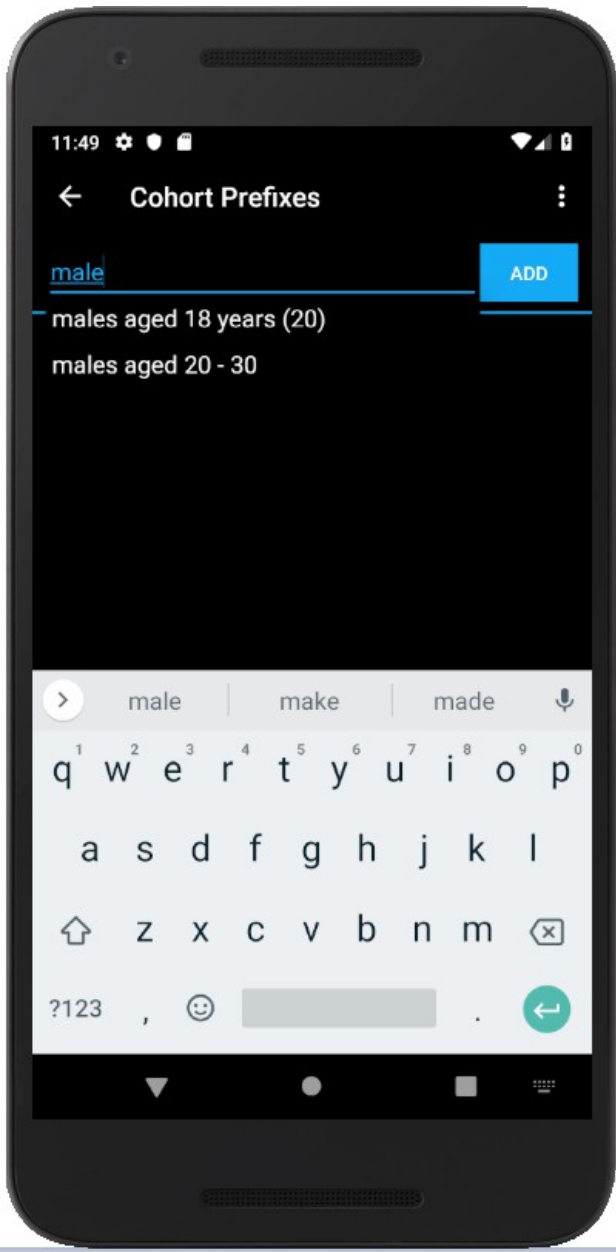 11:49
Cohort Prefixes
male
ADD
males aged 18 years (20)
males aged 20 - 30
male make made
1 2 3 4 5 6 7 8 9 0
q w e r t y u i o p
a s d f g h j k l
z x c v b n m
?123 , .